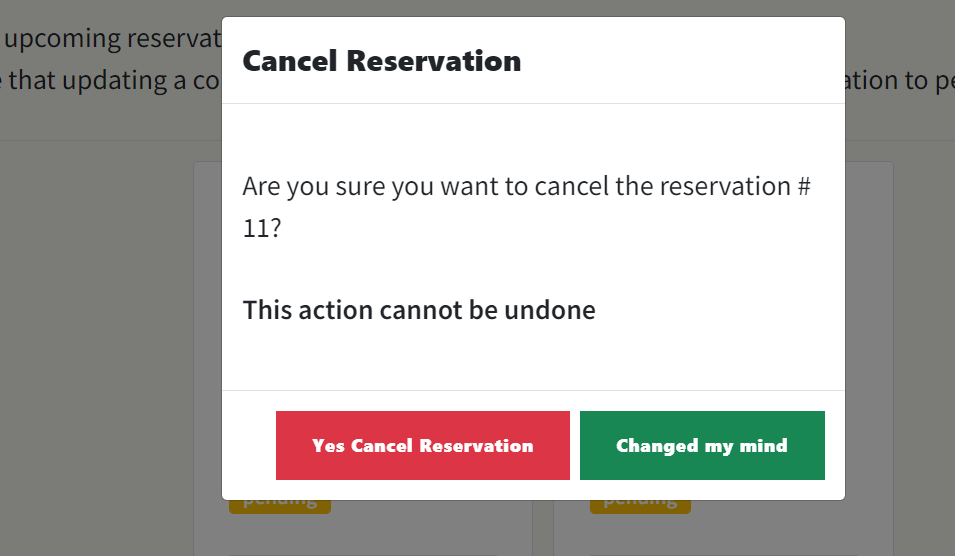 upcoming reservat
Cancel Reservation
that updating a co
ation to pe
Are you sure you want to cancel the reservation #
11?
This action cannot be undone
Yes Cancel Reservation
Changed my mind
pending
pending